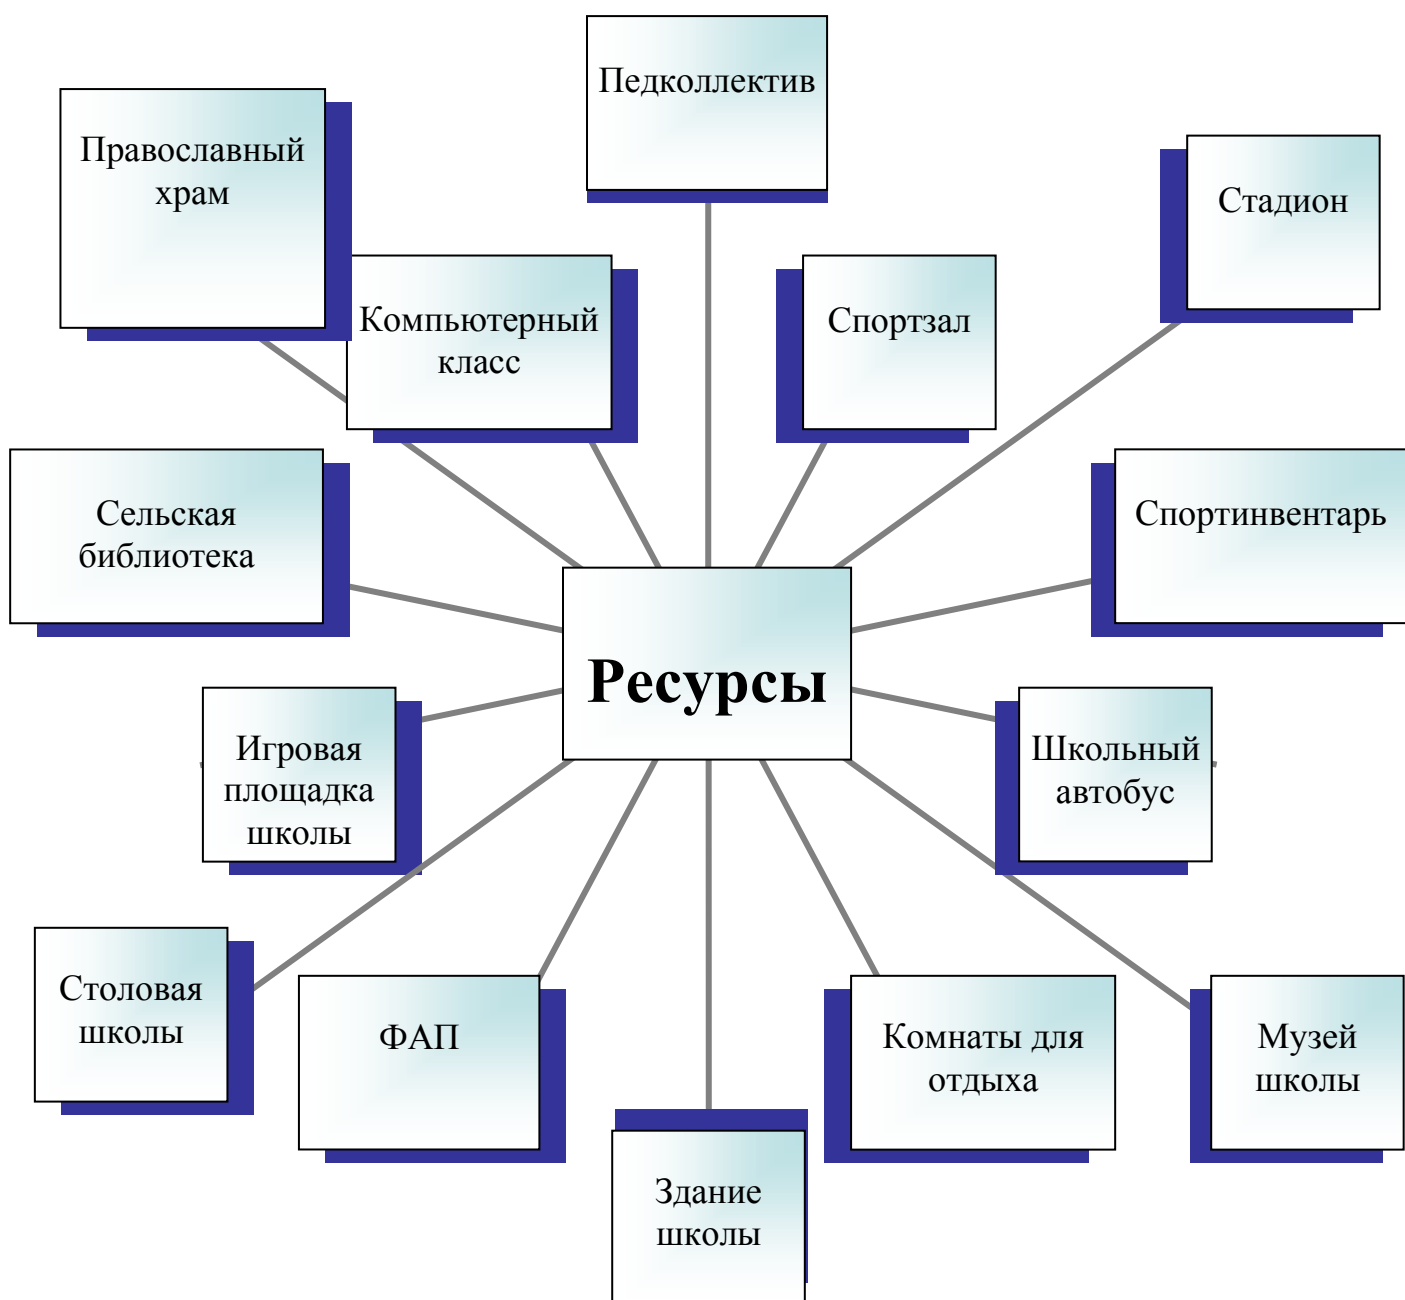 Педколлектив
Православный
храм
Стадион
Компьютерный
класс
Спортзал
Сельская
библиотека
Спортинвентарь
Ресурсы
Игровая
площадка
школы
Школьный
автобус
Столовая
школы
ФАП
Комнаты для
отдыха
Музей
школы
Здание
школы